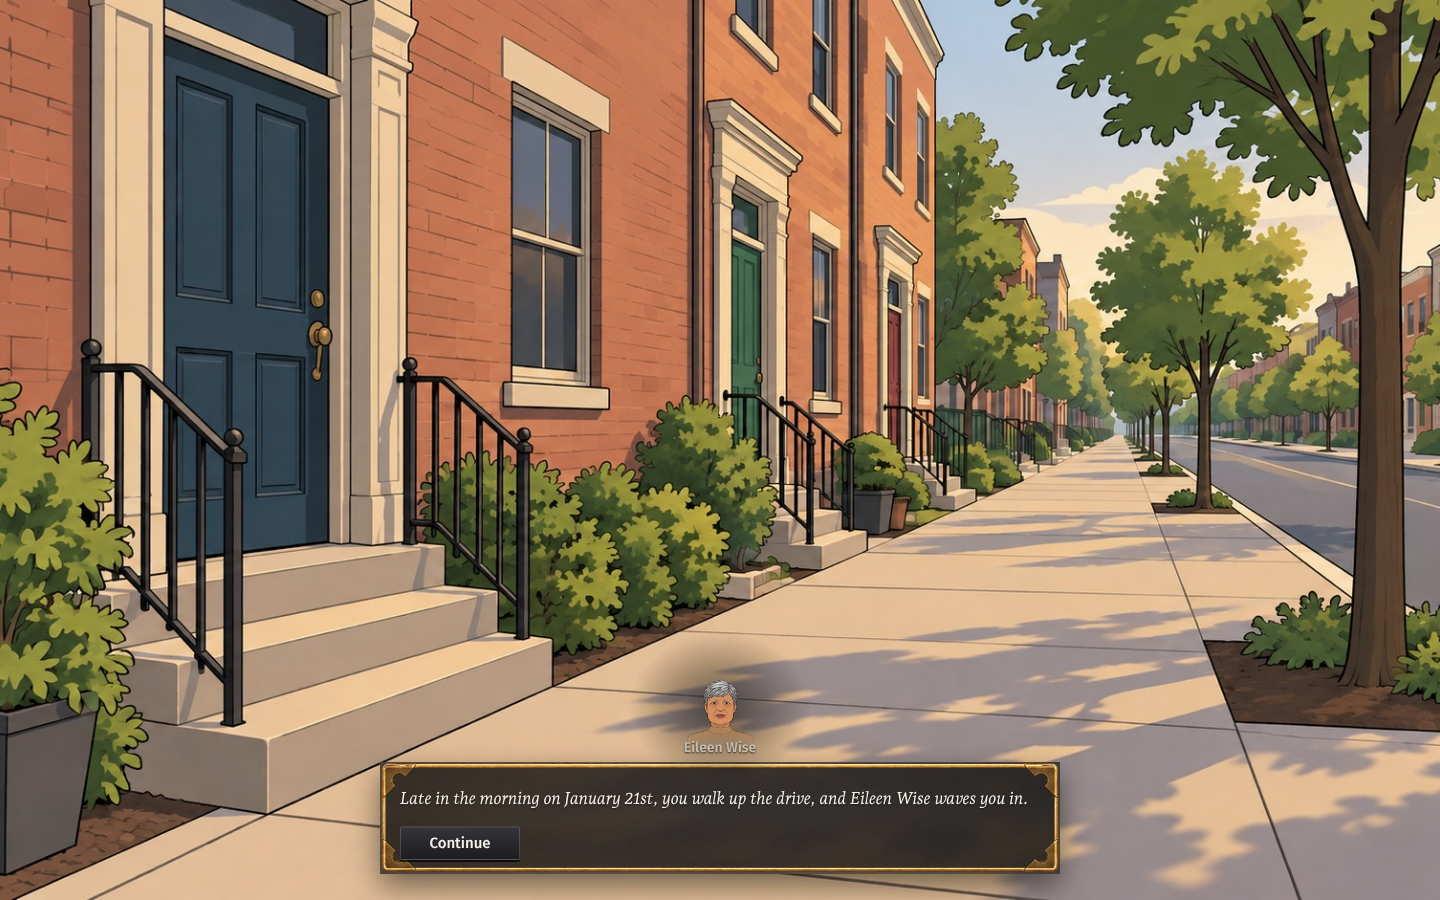 Eileen Wise
Late in the morning on January 21st, you walk up the drive, and Eileen Wise waves you in.
Continue